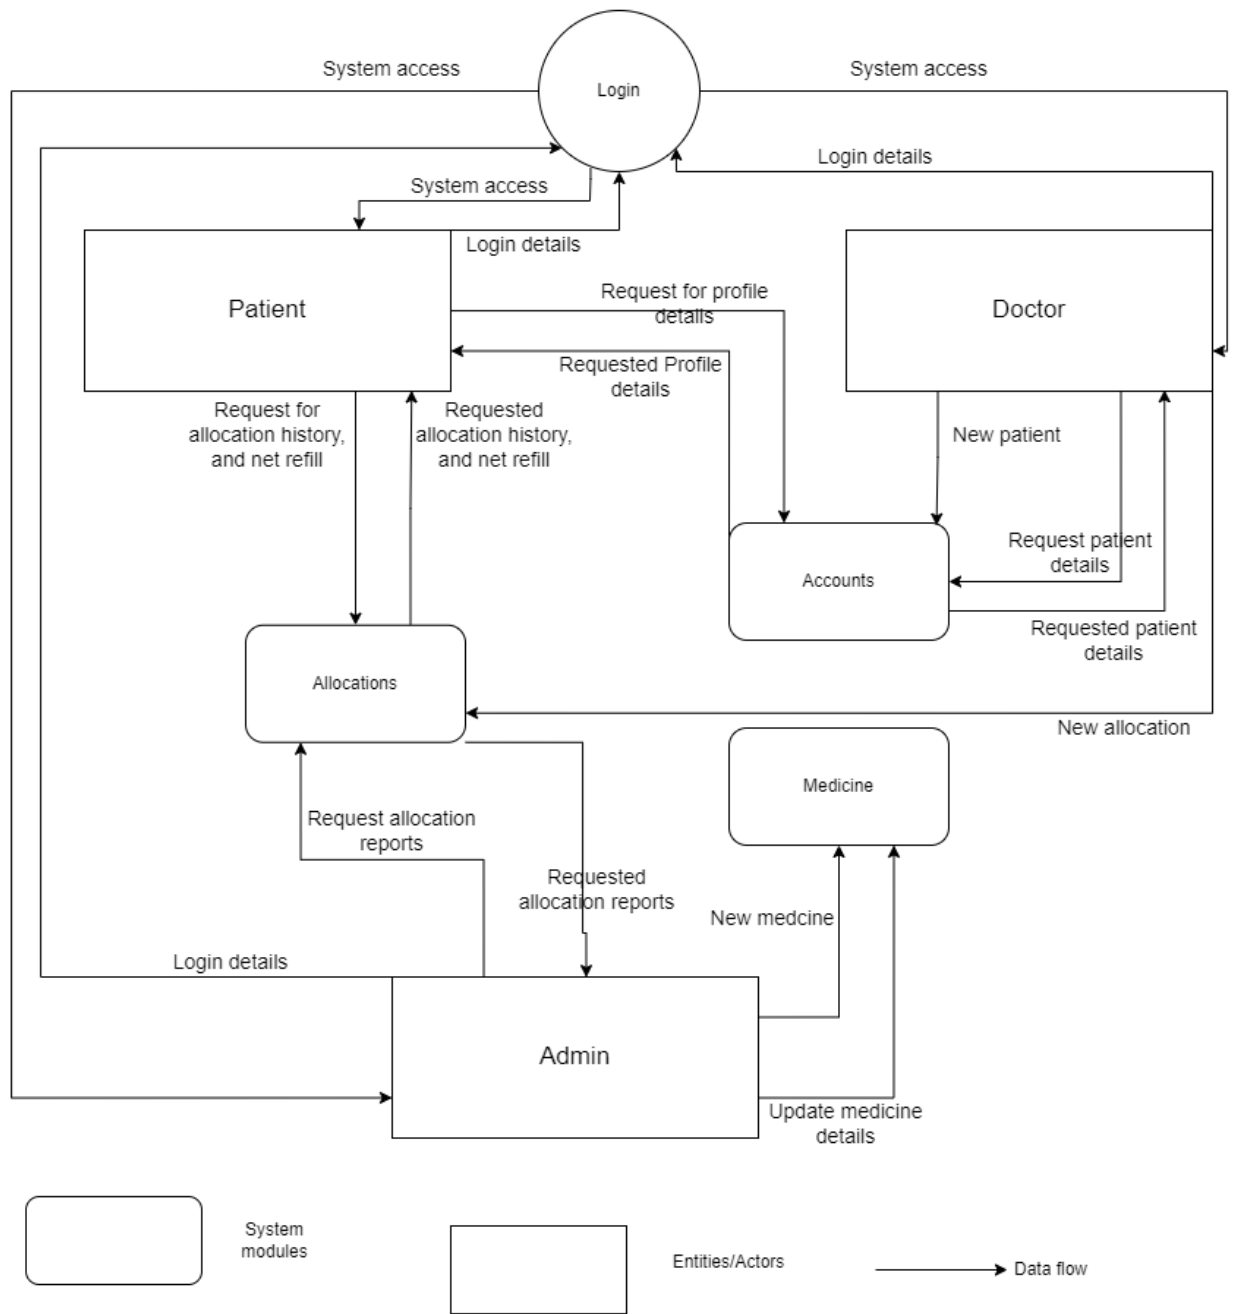 System access
System access
Login
Login details
System access
Login details
Patient
Doctor
Request for profile
details
Requested Profile
details
Request for
allocation history,
and net refill
Requested
allocation history,
and net refill
New patient
Request patient
details
Accounts
Requested patient
details
Allocations
New allocation
Medicine
Request allocation
reports
Requested
allocation reports
New medcine
Login details
Admin
Update medicine
details
System
modules
Entities/Actors
Data flow